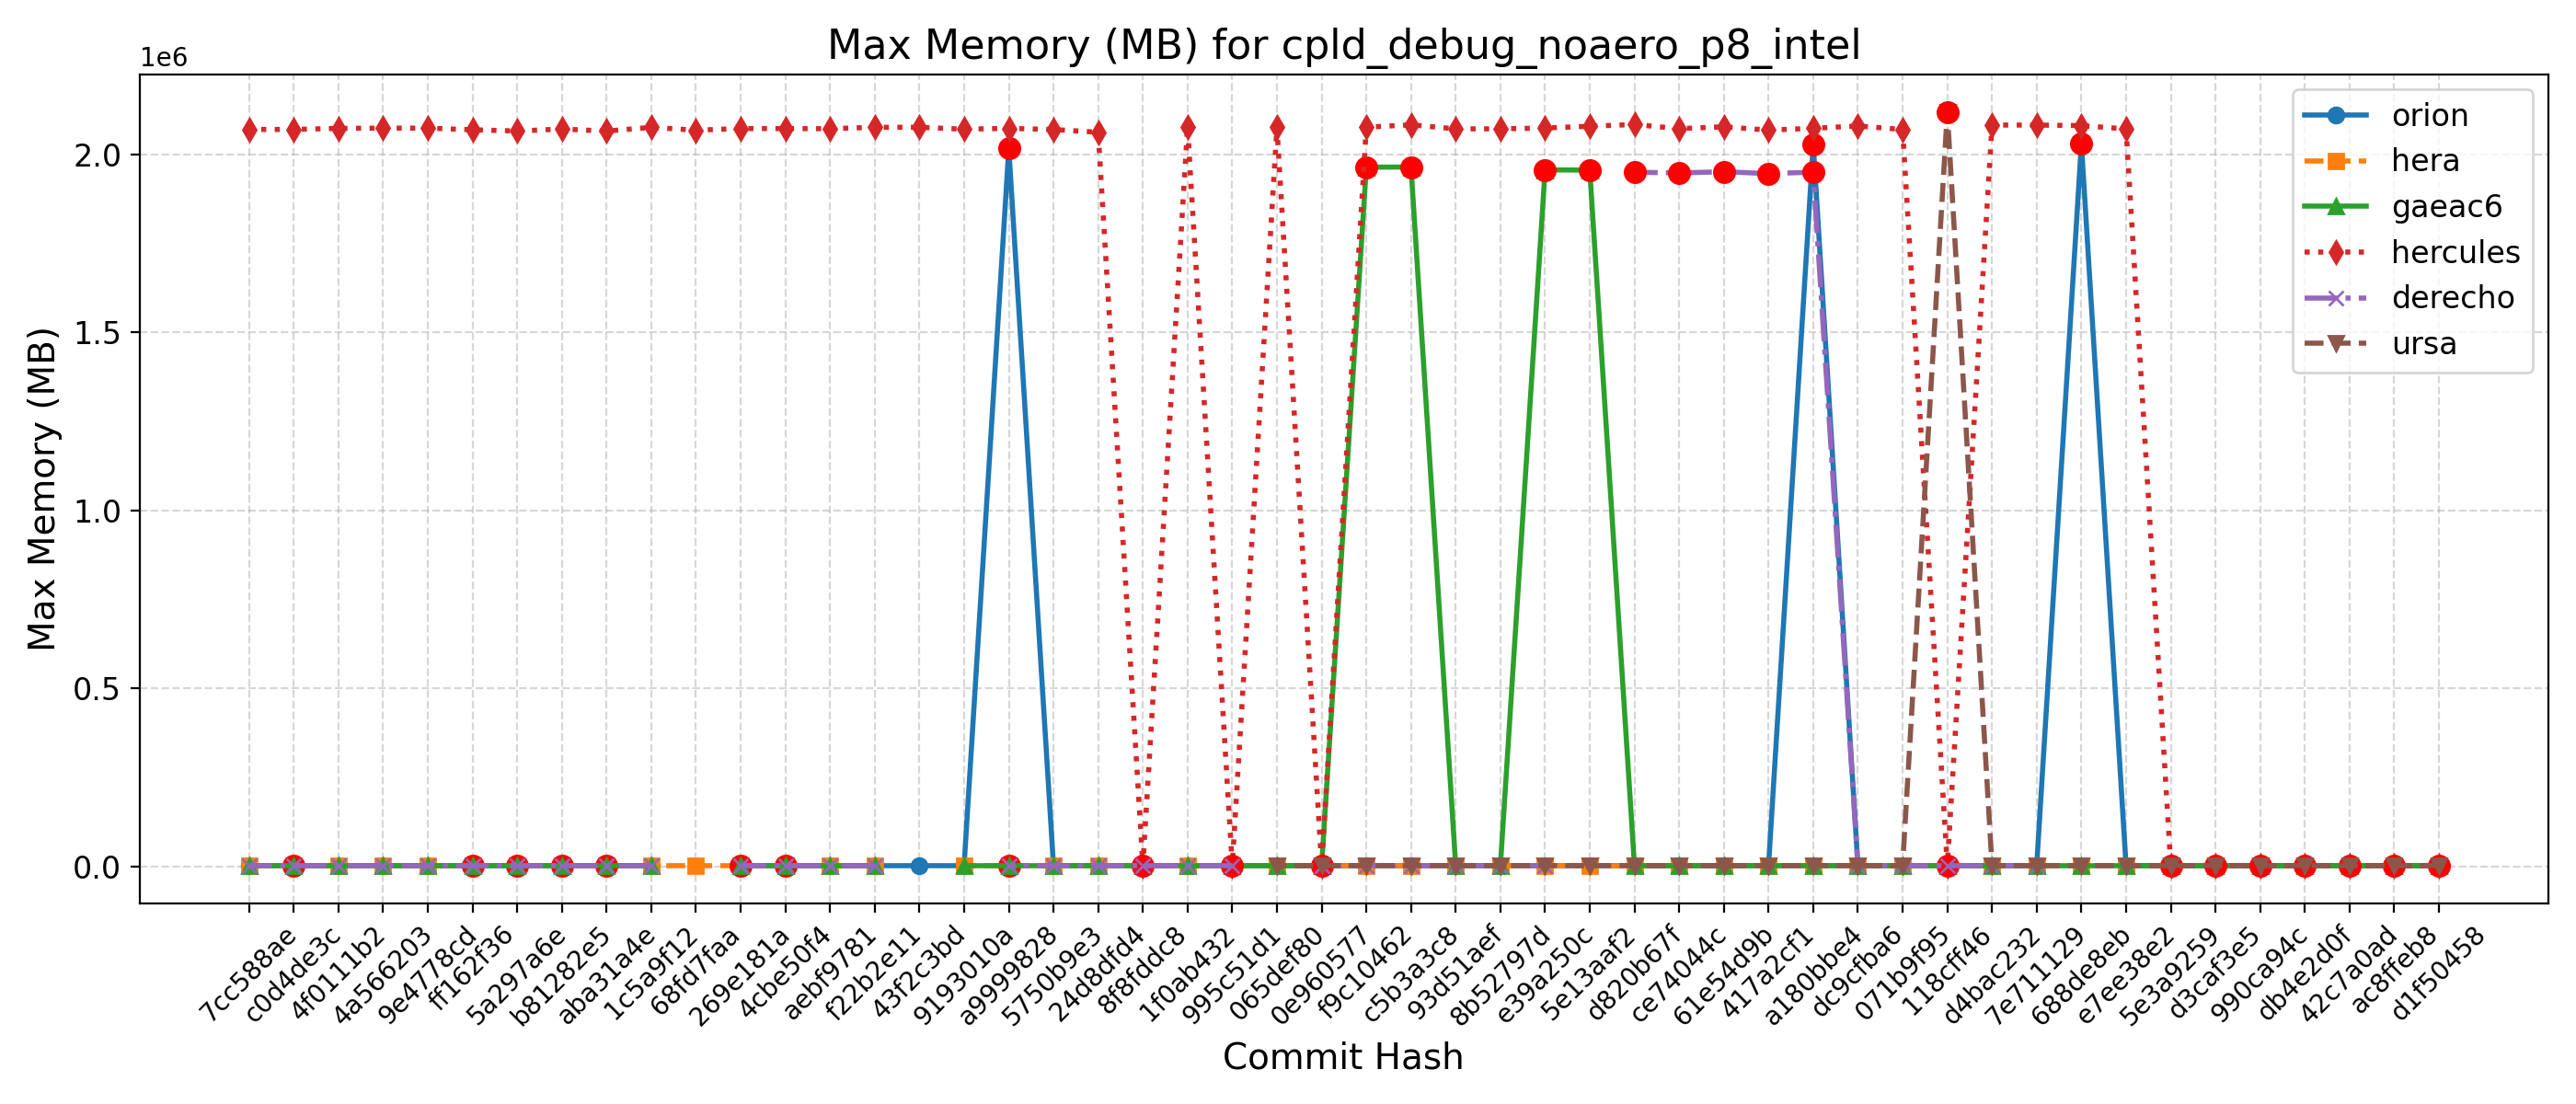 Max Memory (MB) for cpld_debug_noaero_p8_intel
1e6
2.0
1.5
1.0
0.5
0.0
Max Memory (MB)
orion
hera
gaeac6
hercules
derecho
ursa
7cc588ae
c0d4de3c
4f0111b2
4a566203
9e4778cd
ff162f36
5a297a6e
b81282e5
aba31a4e
1c5a9f12
68fd7faa
269e181a
4cbe50f4
aebf9781
f22b2e11
43f2c3bd
9193010a
a9999828
5750b9e3
24d8dfd4
8f8fddc8
1f0ab432
995c51d1
065def80
0e960577
f9c10462
c5b3a3c8
93d51aef
8b52797d
e39a250c
5e13aaf2
d820b67f
ce74044c
61e54d9b
417a2cf1
a180bbe4
dc9cfba6
071b9f95
118cff46
d4bac232
7e711129
688de8eb
e7ee38e2
5e3a9259
d3caf3e5
990ca94c
db4e2d0f
42c7a0ad
ac8ffeb8
d1f50458
Commit Hash